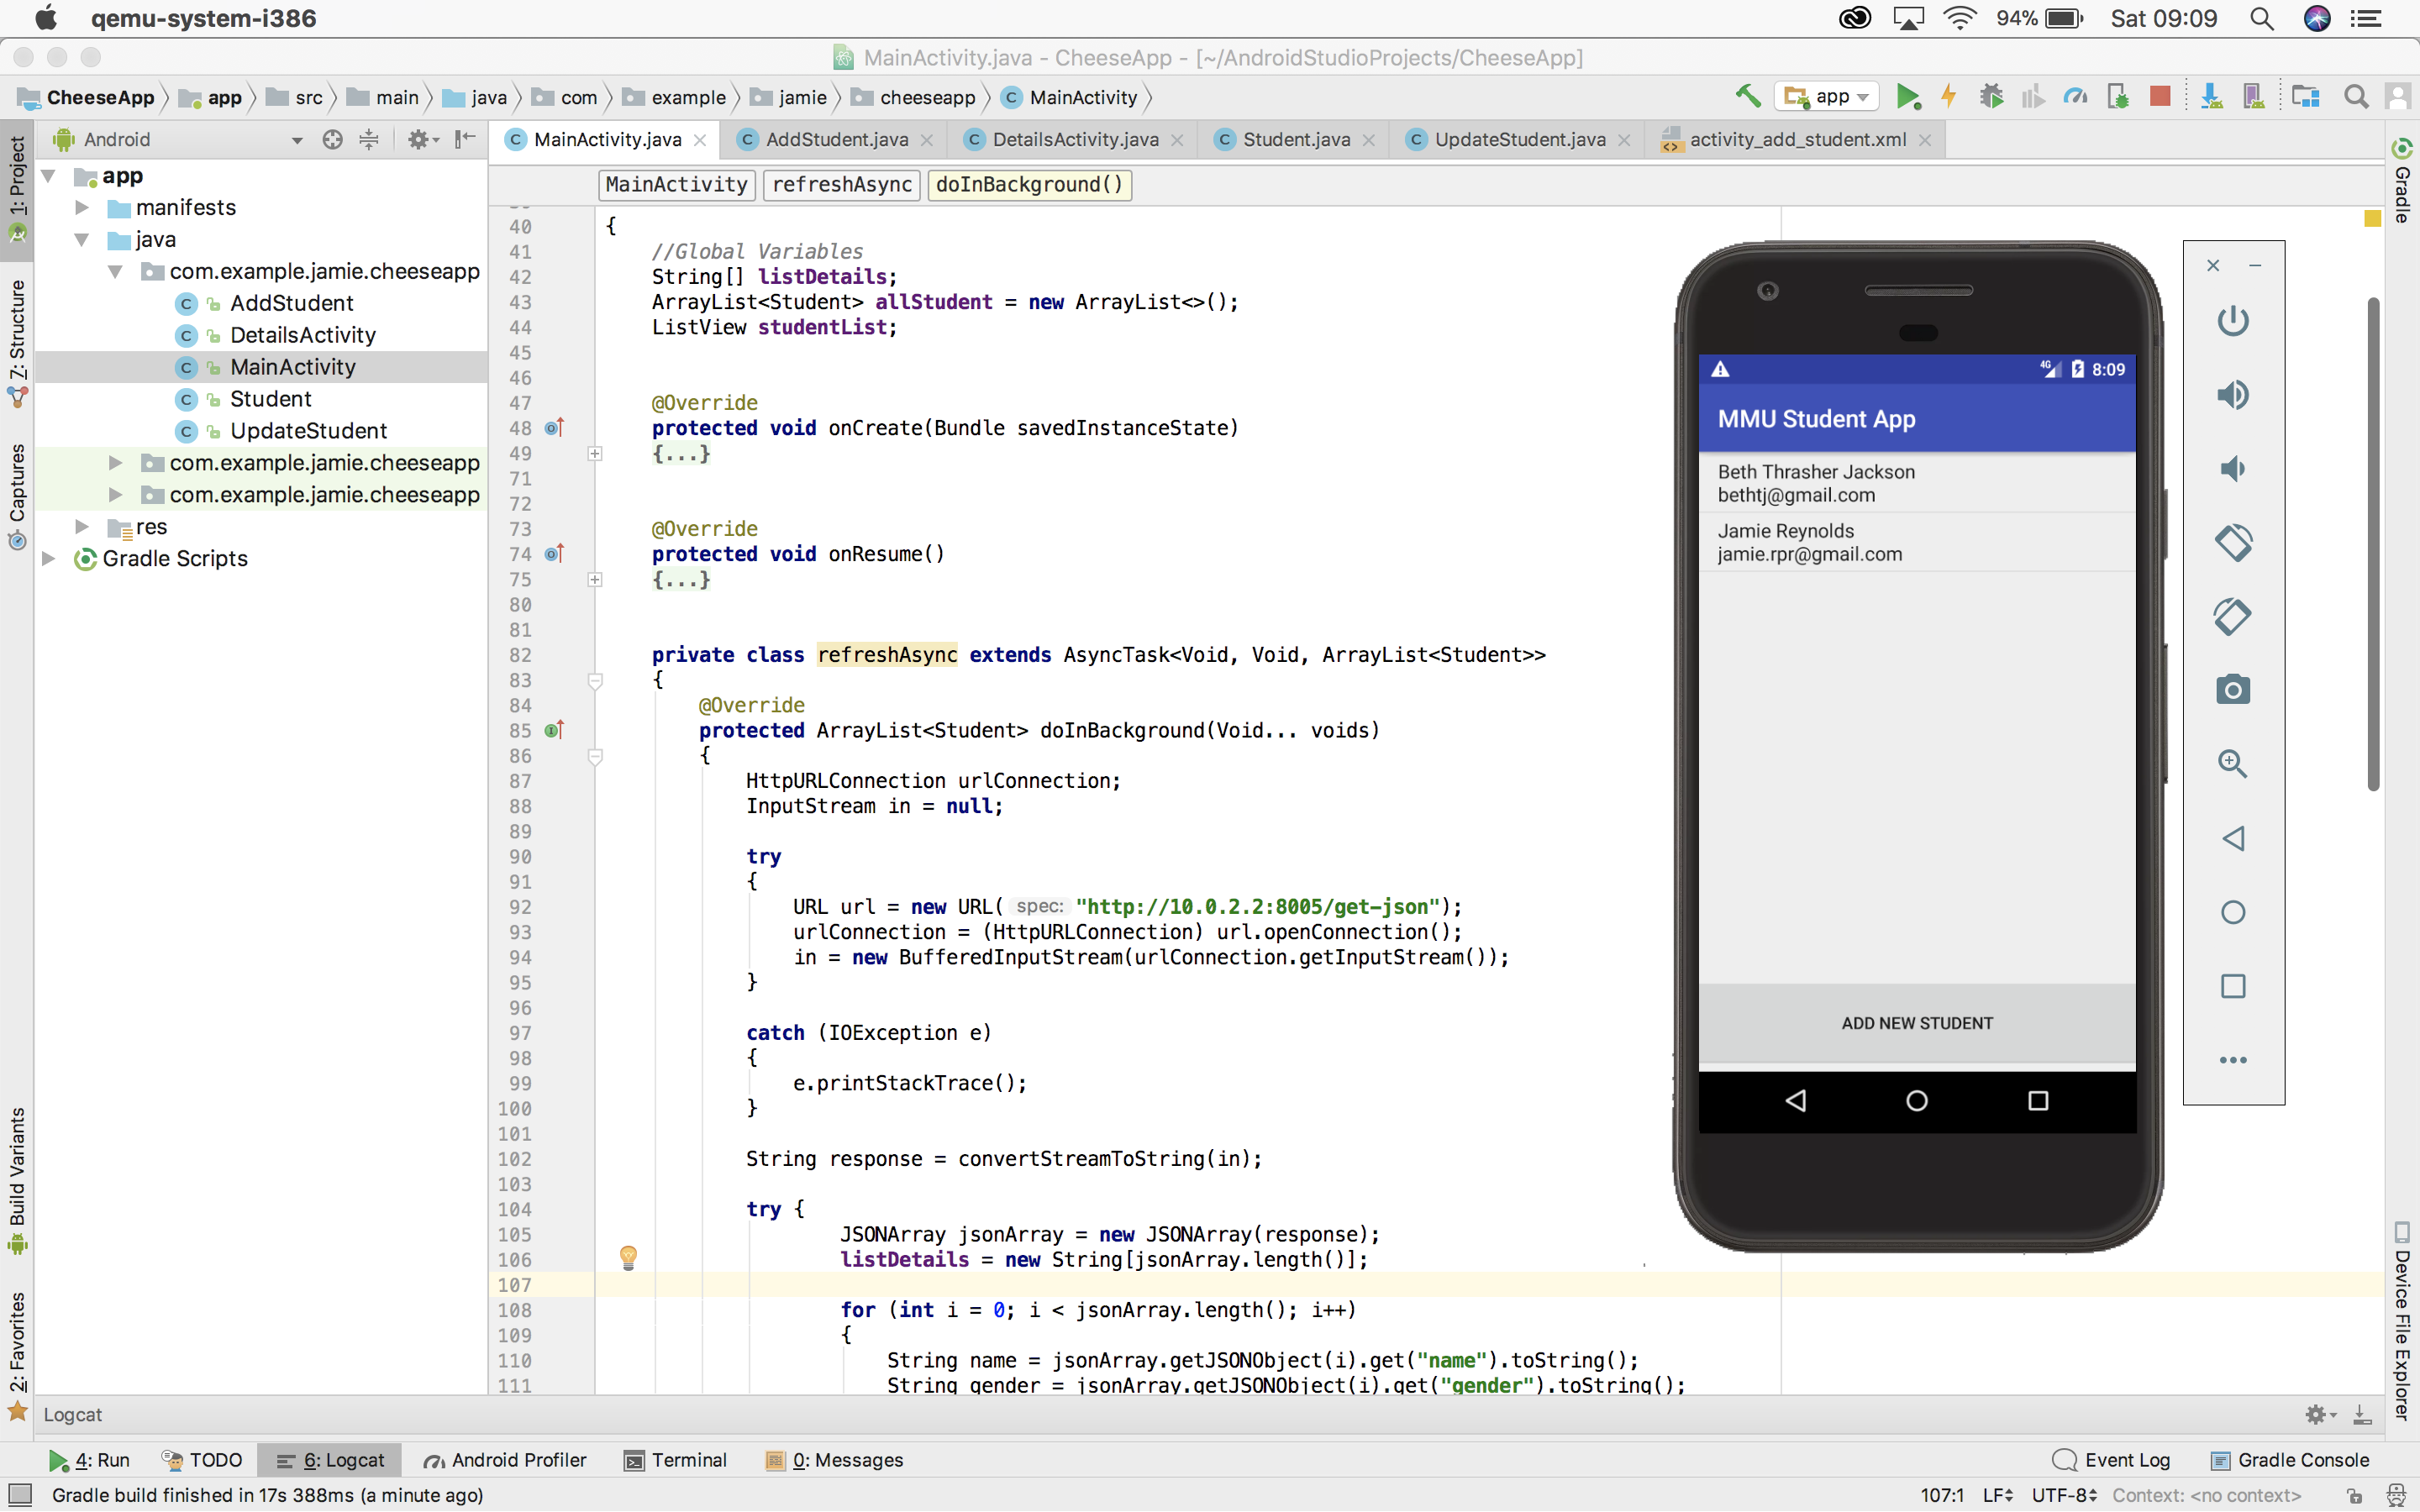 qemu-system-i386
94%
Sat 09:09
MainActivity.java - CheeseApp - [~/AndroidStudioProjects/CheeseApp]
CheeseApp
app
src
main
java
com
example
jamie
cheeseapp
MainActivity
app
Android
MainActivity.java
AddStudent.java
DetailsActivity.java
Student.java
UpdateStudent.java
activity_add_student.xml
MainActivity
refreshAsync
doInBackground()
1: Project
Z: Structure
Captures
Build Variants
2: Favorites
app
manifests
java
com.example.jamie.cheeseapp
AddStudent
DetailsActivity
MainActivity
Student
UpdateStudent
com.example.jamie.cheeseapp
com.example.jamie.cheeseapp
res
Gradle Scripts
40 {
41 //Global Variables
42 String[] listDetails;
43 ArrayList<Student> allStudent = new ArrayList<>();
44 ListView studentList;
45
46
47 @Override
48 protected void onCreate(Bundle savedInstanceState)
49 {...}
71
72
73 @Override
74 protected void onResume()
75 {...}
80
81
82 private class refreshAsync extends AsyncTask<Void, Void, ArrayList<Student>>
83 {
84 @Override
85 protected ArrayList<Student> doInBackground(Void... voids)
86 {
87 HttpURLConnection urlConnection;
88 InputStream in = null;
89
90 try
91 {
92 URL url = new URL( spec: "http://10.0.2.2:8005/get-json");
93 urlConnection = (HttpURLConnection) url.openConnection();
94 in = new BufferedInputStream(urlConnection.getInputStream());
95 }
96
97 catch (IOException e)
98 {
99 e.printStackTrace();
100 }
101
102 String response = convertStreamToString(in);
103
104 try {
105 JSONArray jsonArray = new JSONArray(response);
106 listDetails = new String[jsonArray.length()];
107
108 for (int i = 0; i < jsonArray.length(); i++)
109 {
110 String name = jsonArray.getJSONObject(i).get("name").toString();
111 String gender = jsonArray.getJSONObject(i).get("gender").toString();
4G
8:09
MMU Student App
Beth Thrasher Jackson
bethtj@gmail.com
Jamie Reynolds
jamie.rpr@gmail.com
ADD NEW STUDENT
Gradle
Device File Explorer
Logcat
4: Run
TODO
6: Logcat
Android Profiler
Terminal
0: Messages
Event Log
Gradle Console
Gradle build finished in 17s 388ms (a minute ago)
107:1
LF
UTF-8
Context: <no context>